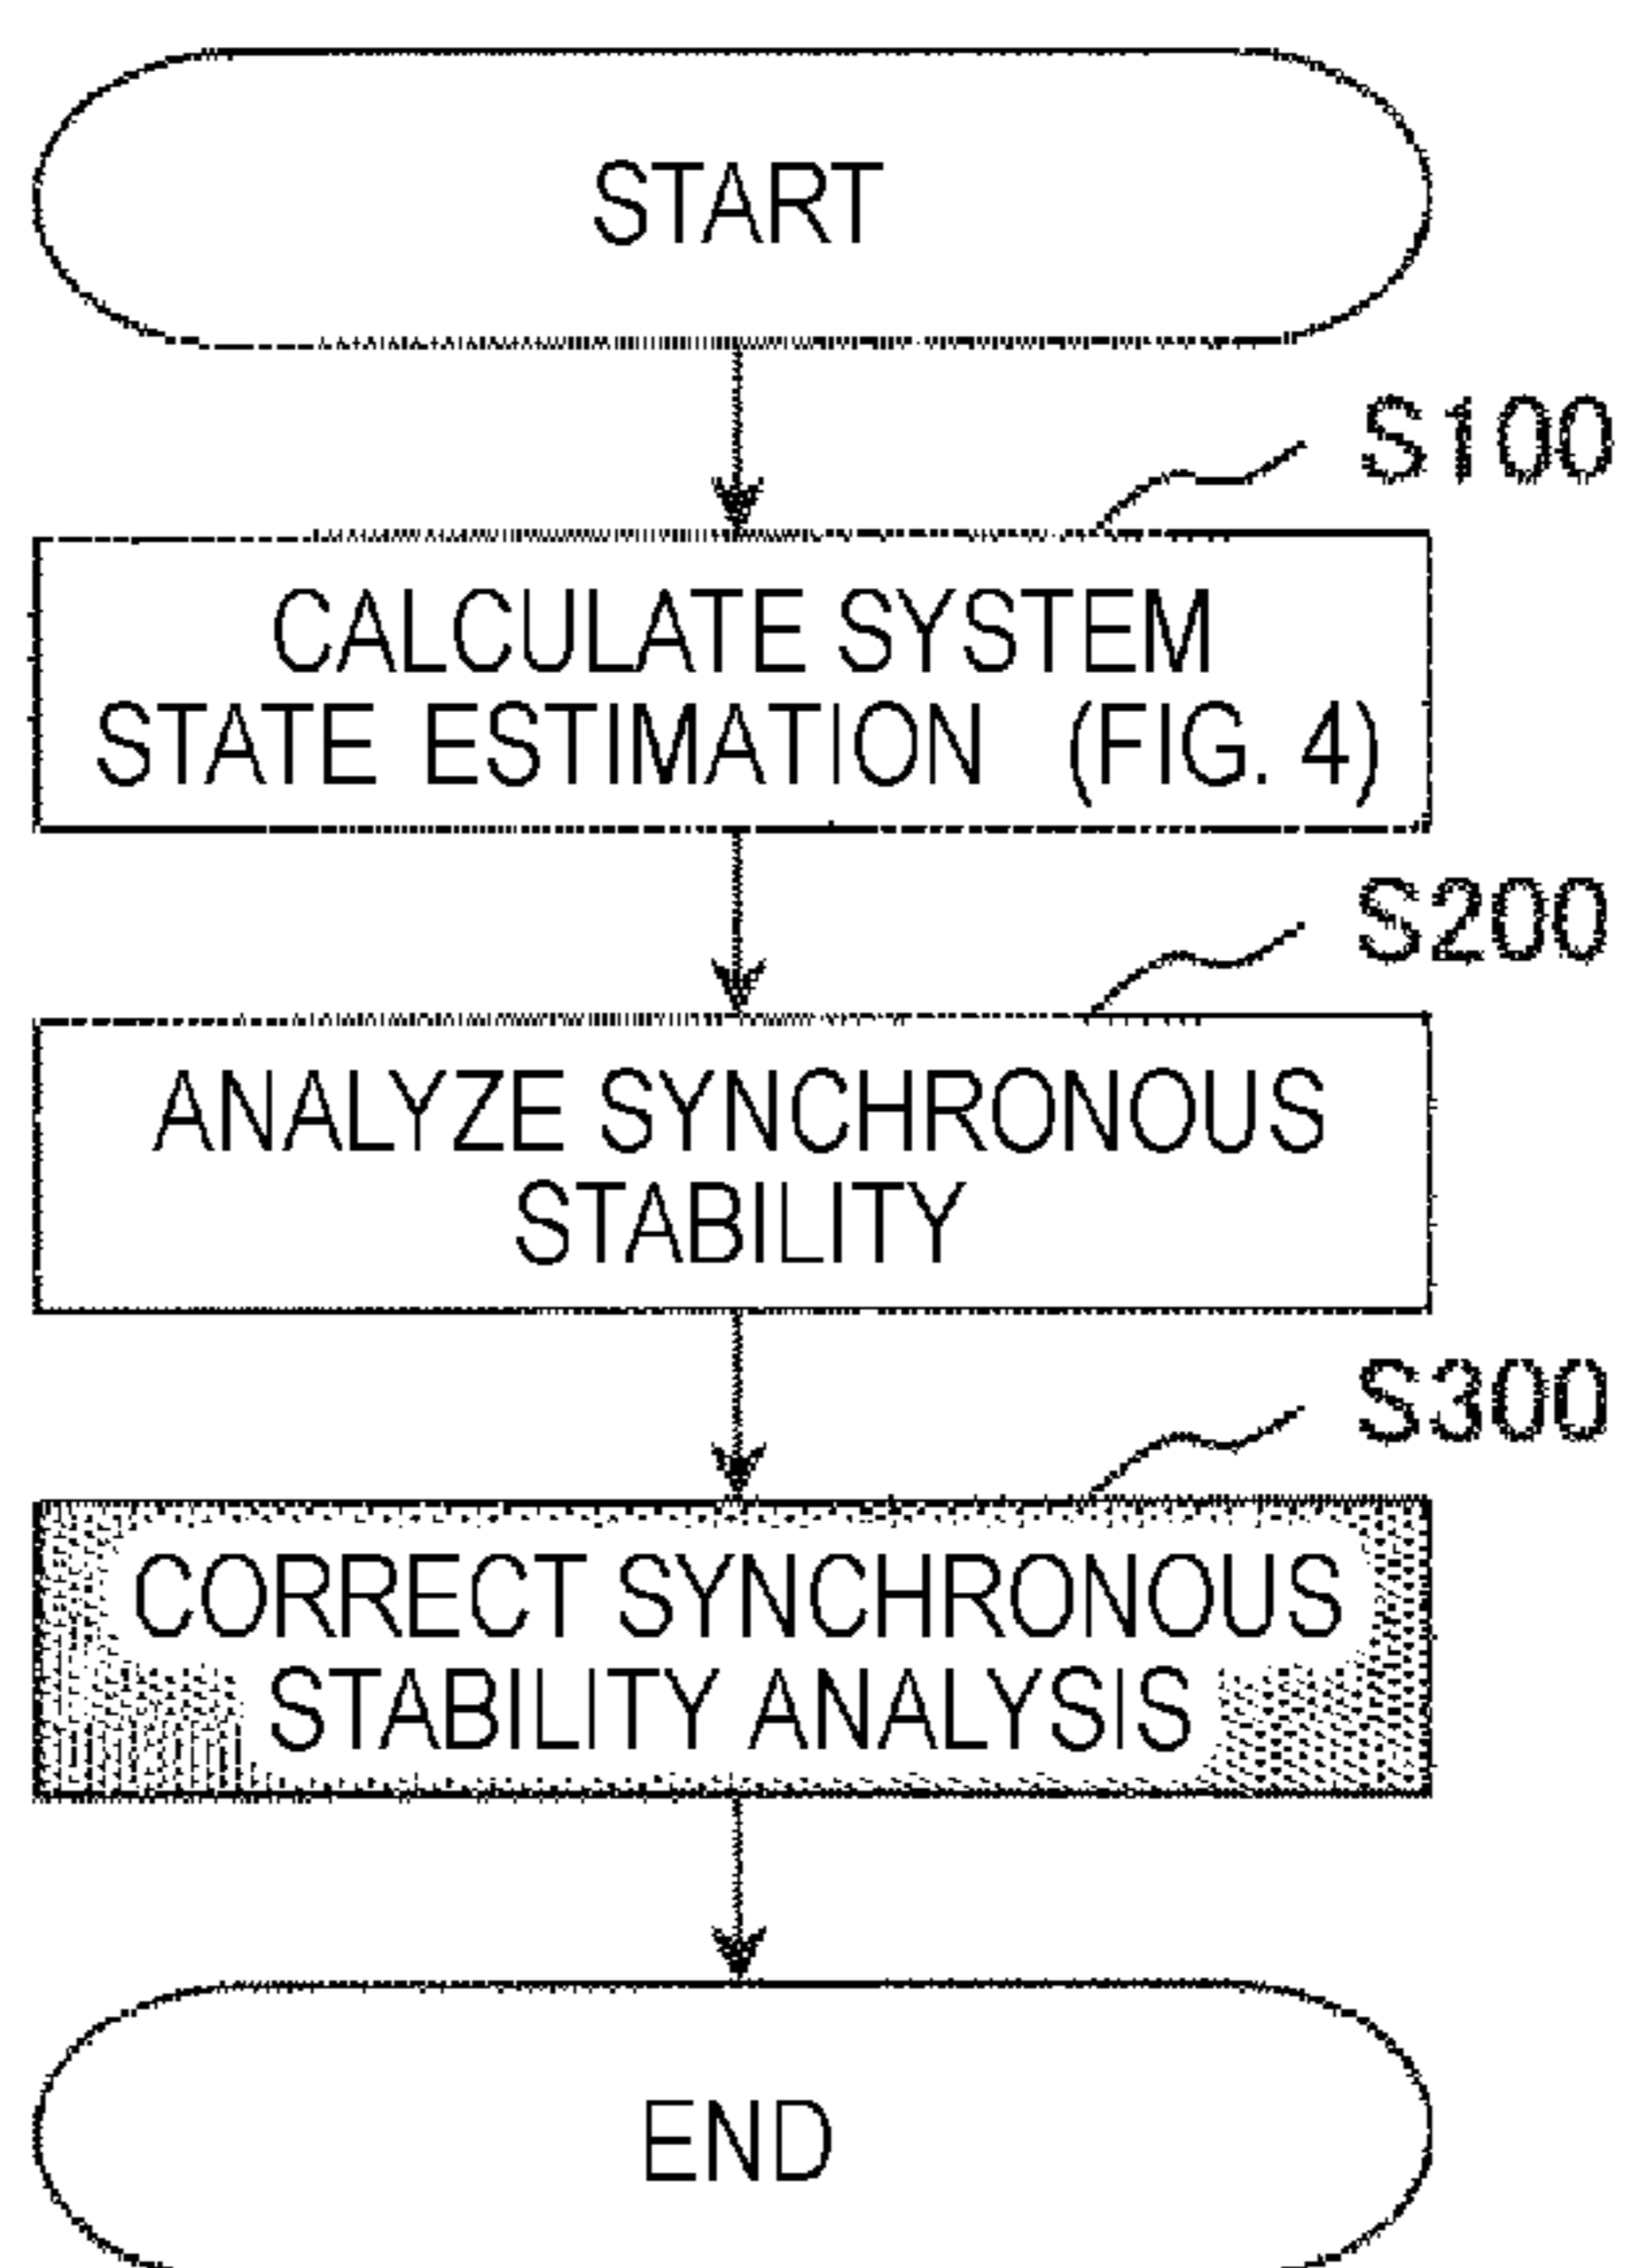 START
S100
CALCULATE SYSTEM
STATE ESTIMATION (FIG. 4)
S200
ANALYZE SYNCHRONOUS
STABILITY
S300
CORRECT SYNCHRONOUS
STABILITY ANALYSIS
END